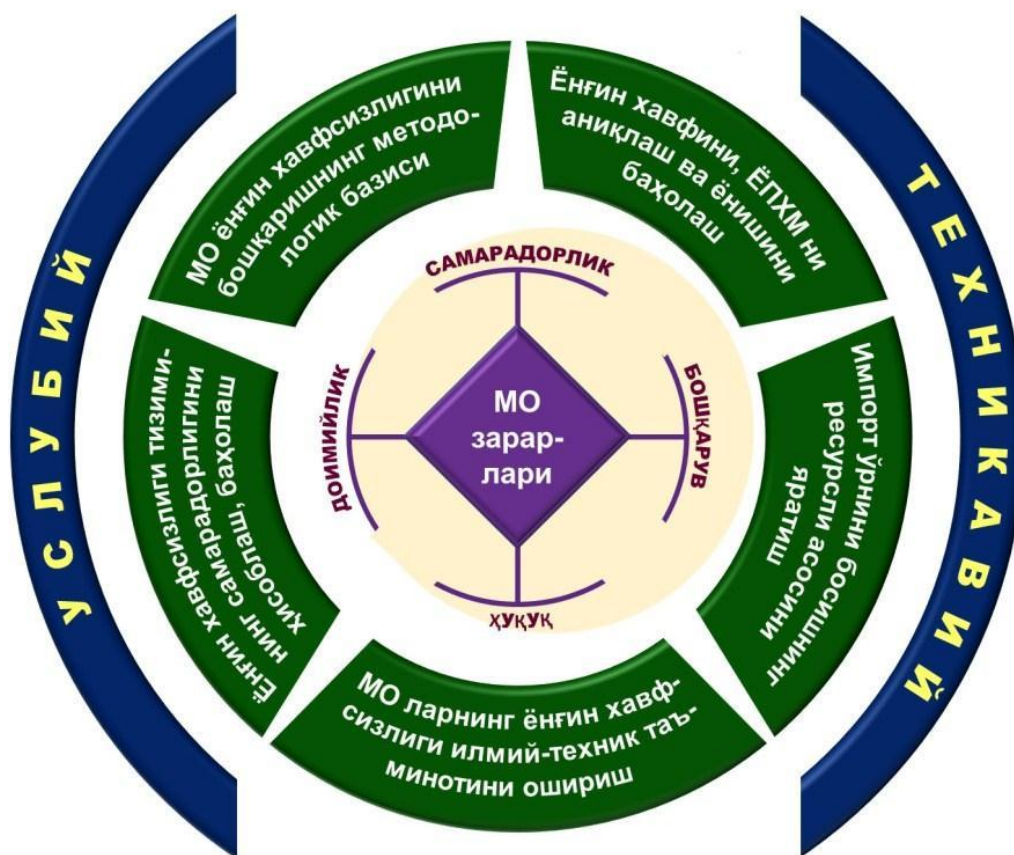 УСЛУБИЙ
МО ёнғин хавфсизлигини
бошқаришнинг методо-
логик базиси
Ёнғин хавфини, ЁПХМ ни
аниқлаш ва ёнишини
баҳолаш
ТЕХНИКАВИЙ
Ёнғин хавфсизлиги тизими-
нинг самарадорлигини
ҳисоблаш, баҳолаш
САМАРАДОРЛИК
ДОИМИЙЛИК
МО
зарар-
лари
БОШҚАРУВ
ҲУҚУҚ
Импорт ўрнини босишнинг
ресурсли асосини
яратиш
МО ларнинг ёнғин хавф-
сизлиги илмий-техник таъ-
минотини ошириш